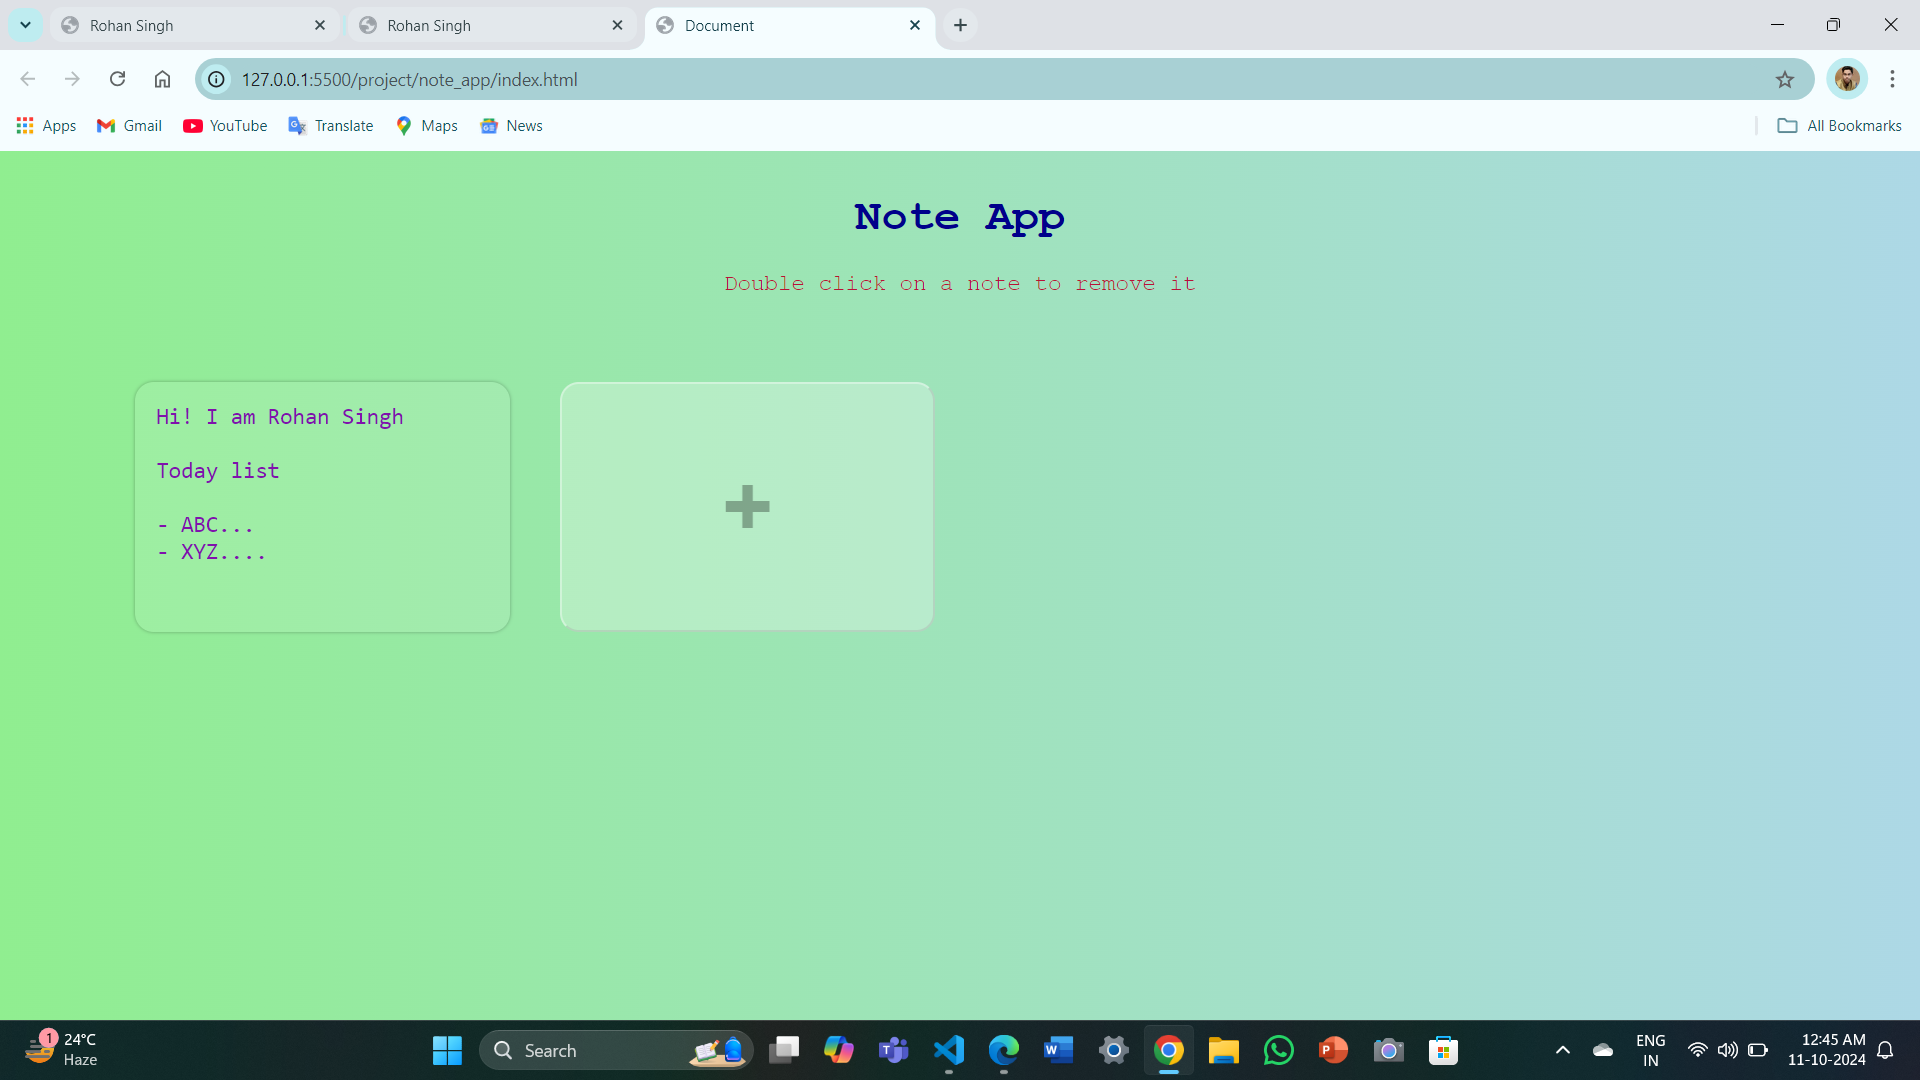 Rohan Singh
Rohan Singh
Document
127.0.0.1:5500/project/note_app/index.html
Apps
Gmail
YouTube
Translate
Maps
News
All Bookmarks
Note App
Double click on a note to remove it
Hi! I am Rohan Singh
Today list
- ABC...
- XYZ....
+
1
24°C
Haze
Search
ENG
IN
12:45 AM
11-10-2024